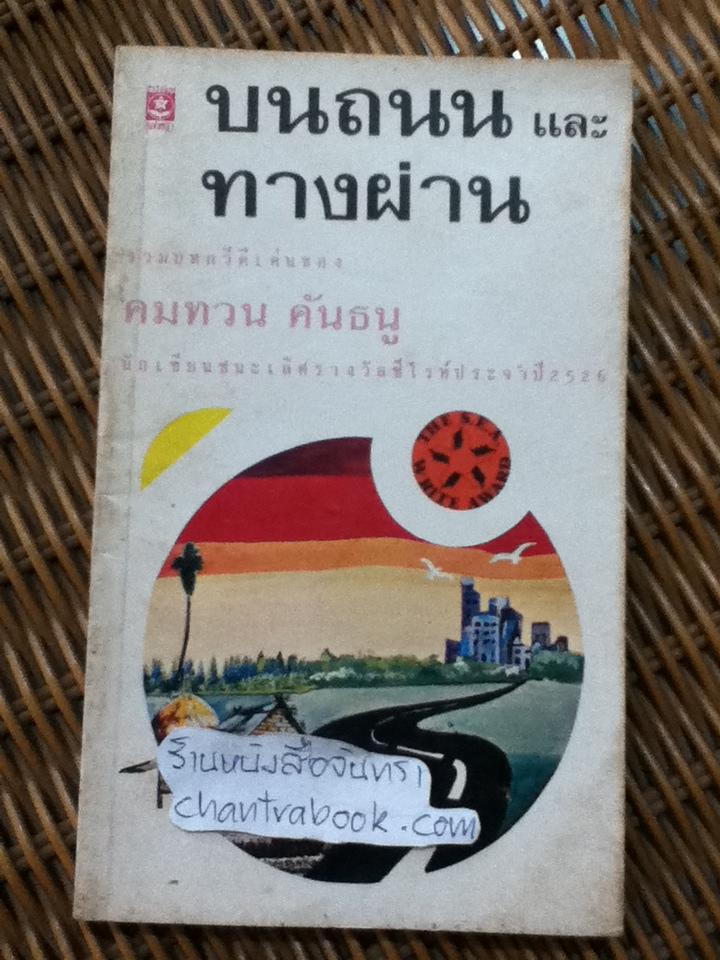 บนถนน และ
ทางผ่าน
รวมบทกวีดีเด่นของ
คมทวน คันธนู
นักเขียนชนะเลิศรางวัลซีไรท์ประจำปี2526
THE S.E.A.
WRITE AWARD
ร้านหนังสือจันทรา
chantrabook.com